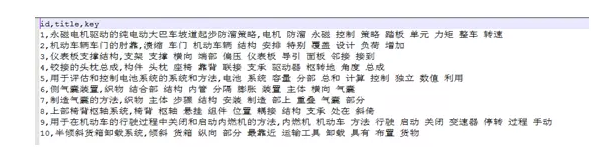 id,title,key
1,永磁电机驱动的纯电动大巴车坡道起步防溜策略,电机 防溜 永磁 控制 策略 踏板 单元 力矩 整车 转速
2,机动车辆车门的肘靠,溃缩 车门 机动车辆 结构 安排 特别 覆盖 设计 负荷 增加
3,仪表板支撑结构,支架 支撑 横向 端部 偏压 仪表板 导引 面板 邻接 接到
4,铰接的头枕总成,构件 头枕 座椅 靠背 联接 支承 驱动器 枢转地 角度 总成
5,用于评估和控制电池系统的系统和方法,电池 系统 容量 分部 总和 计算 控制 独立 数值 利用
6,侧气囊装置,织物 结合部 结构 内管 分隔 膨胀 装置 主体 横向 气囊
7,制造气囊的方法,织物 主体 步骤 结构 安装 制造 部上 重叠 气囊 部分
8,上部椅背枢轴系统,椅背 枢轴 悬挂 组件 位置 耦接 结构 支承 处在 斜倚
9,用于在机动车的行驶过程中关闭和启动内燃机的方法,内燃机 机动车 方法 行驶 启动 关闭 变速器 停转 过程 手动
10,半倾斜货箱卸载系统,倾斜 货箱 纵向 部分 最靠近 运输工具 卸载 具有 布置 货物